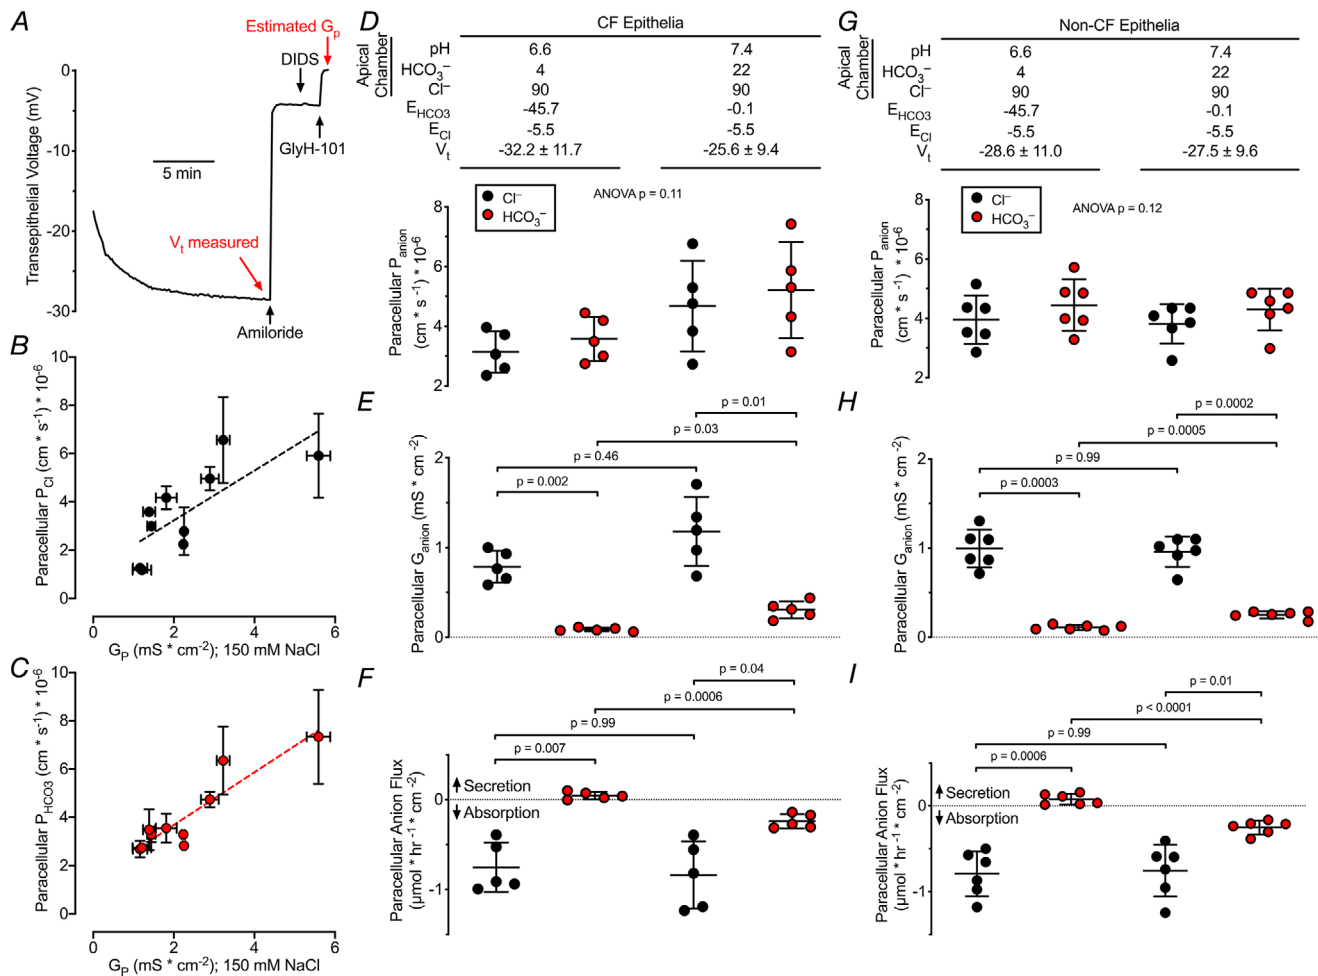 A
Estimated Gp
DIDS
0
-10
-20
-30
Transepithelial Voltage (mV)
5 min
GlyH-101
Vt measured
Amiloride
B
10
8
6
4
2
0
Paracellular PCl (cm * s-1) * 10-6
0
2
4
6
GP (mS * cm-2); 150 mM NaCl
C
10
8
6
4
2
0
Paracellular PHCO3 (cm * s-1) * 10-6
0
2
4
6
GP (mS * cm-2); 150 mM NaCl
D
CF Epithelia
Apical
Chamber
pH 6.6 7.4
HCO3− 4 22
Cl− 90 90
EHCO3 -45.7 -0.1
ECl -5.5 -5.5
Vt -32.2 ± 11.7 -25.6 ± 9.4
Cl−
HCO3−
ANOVA p = 0.11
8
6
4
2
Paracellular Panion
(cm * s-1) * 10-6
E
p = 0.01
p = 0.03
p = 0.46
p = 0.002
2
1
0
Paracellular Ganion (mS * cm-2)
F
p = 0.04
p = 0.0006
p = 0.99
p = 0.007
Secretion
Absorption
0
-1
Paracellular Anion Flux
(µmol * hr-1 * cm-2)
G
Non-CF Epithelia
Apical
Chamber
pH 6.6 7.4
HCO3− 4 22
Cl− 90 90
EHCO3 -45.7 -0.1
ECl -5.5 -5.5
Vt -28.6 ± 11.0 -27.5 ± 9.6
Cl−
HCO3−
ANOVA p = 0.12
8
6
4
2
Paracellular Panion
(cm * s-1) * 10-6
H
p = 0.0002
p = 0.0005
p = 0.99
p = 0.0003
2
1
0
Paracellular Ganion (mS * cm-2)
I
p = 0.01
p < 0.0001
p = 0.99
p = 0.0006
Secretion
Absorption
0
-1
Paracellular Anion Flux
(µmol * hr-1 * cm-2)